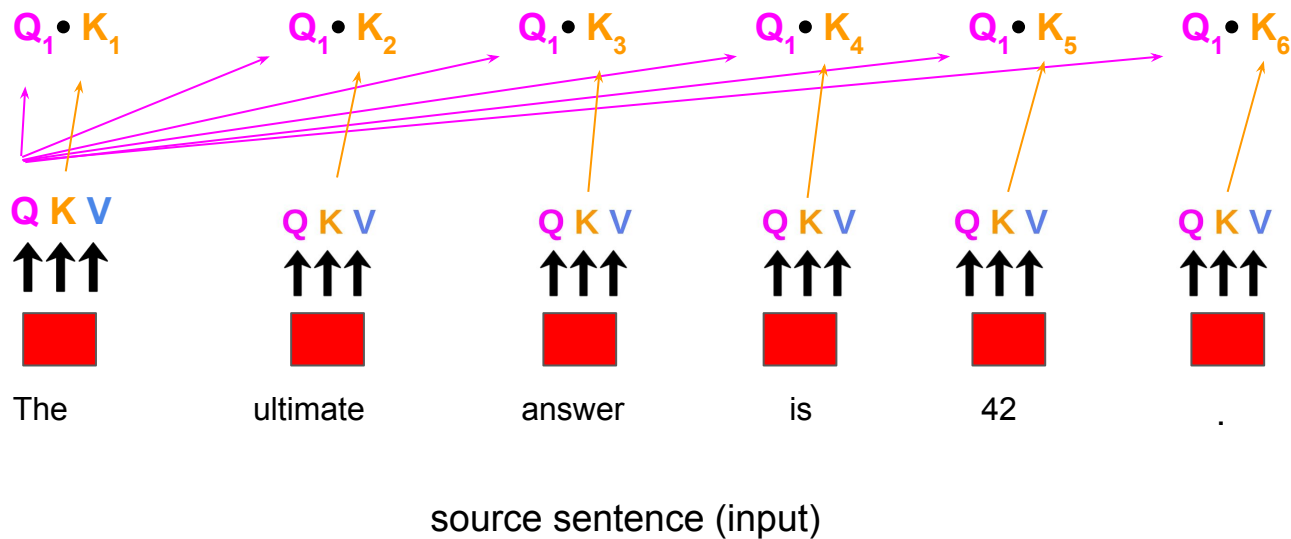 Q₁• K₁ Q₁• K₂ Q₁• K₃ Q₁• K₄ Q₁• K₅ Q₁• K₆
Q K V Q K V Q K V Q K V Q K V Q K V
The ultimate answer is 42 .
source sentence (input)